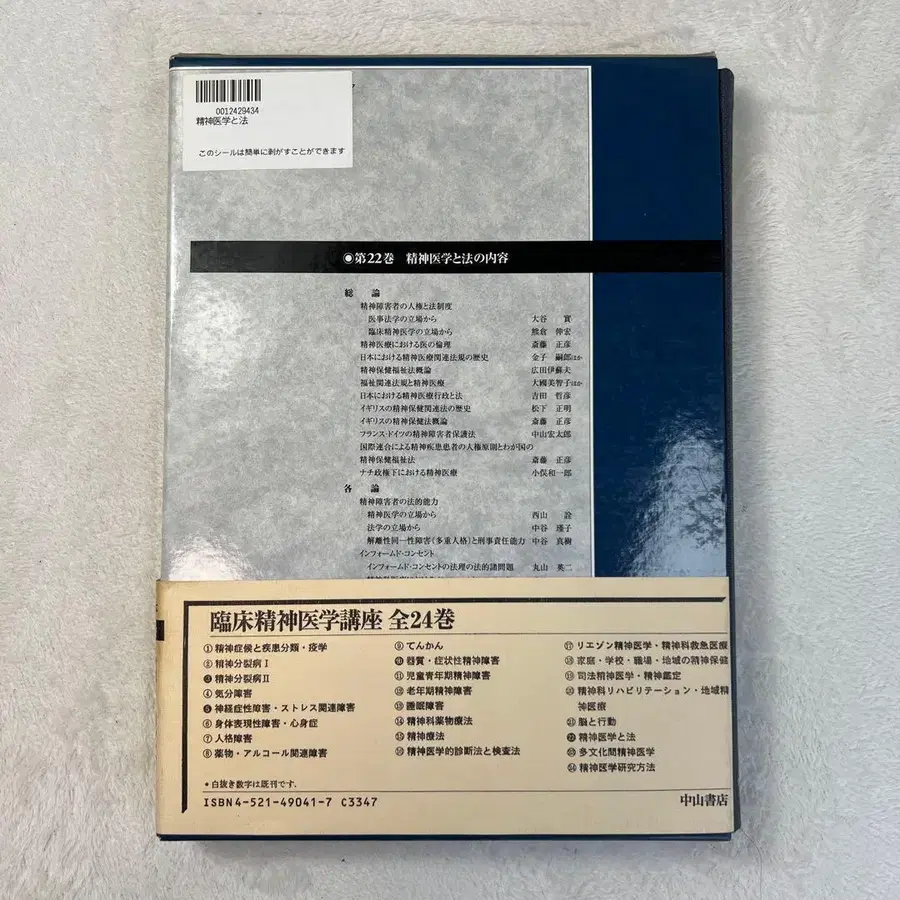 0012429434
精神医学と法
このシールは簡単に剥がすことができます
◉第22巻 精神医学と法の内容
総 論
精神障害者の人権と法制度
医事法学の立場から 大谷 實
臨床精神医学の立場から 熊倉 伸宏
精神医療における医の倫理 斎藤 正彦
日本における精神医療関連法規の歴史 金子 嗣郎ほか
精神保健福祉法概論 広田伊蘇夫
福祉関連法規と精神医療 大國美智子ほか
日本における精神医療行政と法 吉田 哲彦
イギリスの精神保健関連法の歴史 松下 正明
イギリスの精神保健法概論 斎藤 正彦
フランス・ドイツの精神障害者保護法 中山宏太郎
国際連合による精神疾患患者の人権原則とわが国の
精神保健福祉法 斎藤 正彦
ナチ政権下における精神医療 小俣和一郎
各 論
精神障害者の法的能力
精神医学の立場から 西山 詮
法学の立場から 中谷 瑾子
解離性同一性障害(多重人格)と刑事責任能力 中谷 真樹
インフォームド・コンセント
インフォームド・コンセントの法理の法的諸問題 丸山 英二
臨床精神医学講座 全24巻
①精神症候と疾患分類・疫学
②精神分裂病Ⅰ
❸精神分裂病Ⅱ
④気分障害
❺神経症性障害・ストレス関連障害
⑥身体表現性障害・心身症
⑦人格障害
⑧薬物・アルコール関連障害
⑨てんかん
❿器質・症状性精神障害
⑪児童青年期精神障害
⑫老年期精神障害
⑬睡眠障害
⑭精神科薬物療法
⑮精神療法
⑯精神医学的診断法と検査法
⑰リエゾン精神医学・精神科救急医療
⑱家庭・学校・職場・地域の精神保健
⑲司法精神医学・精神鑑定
⑳精神科リハビリテーション・地域精
神医療
㉑脳と行動
㉒精神医学と法
㉓多文化間精神医学
㉔精神医学研究方法
*白抜き数字は既刊です.
ISBN4-521-49041-7 C3347
中山書店